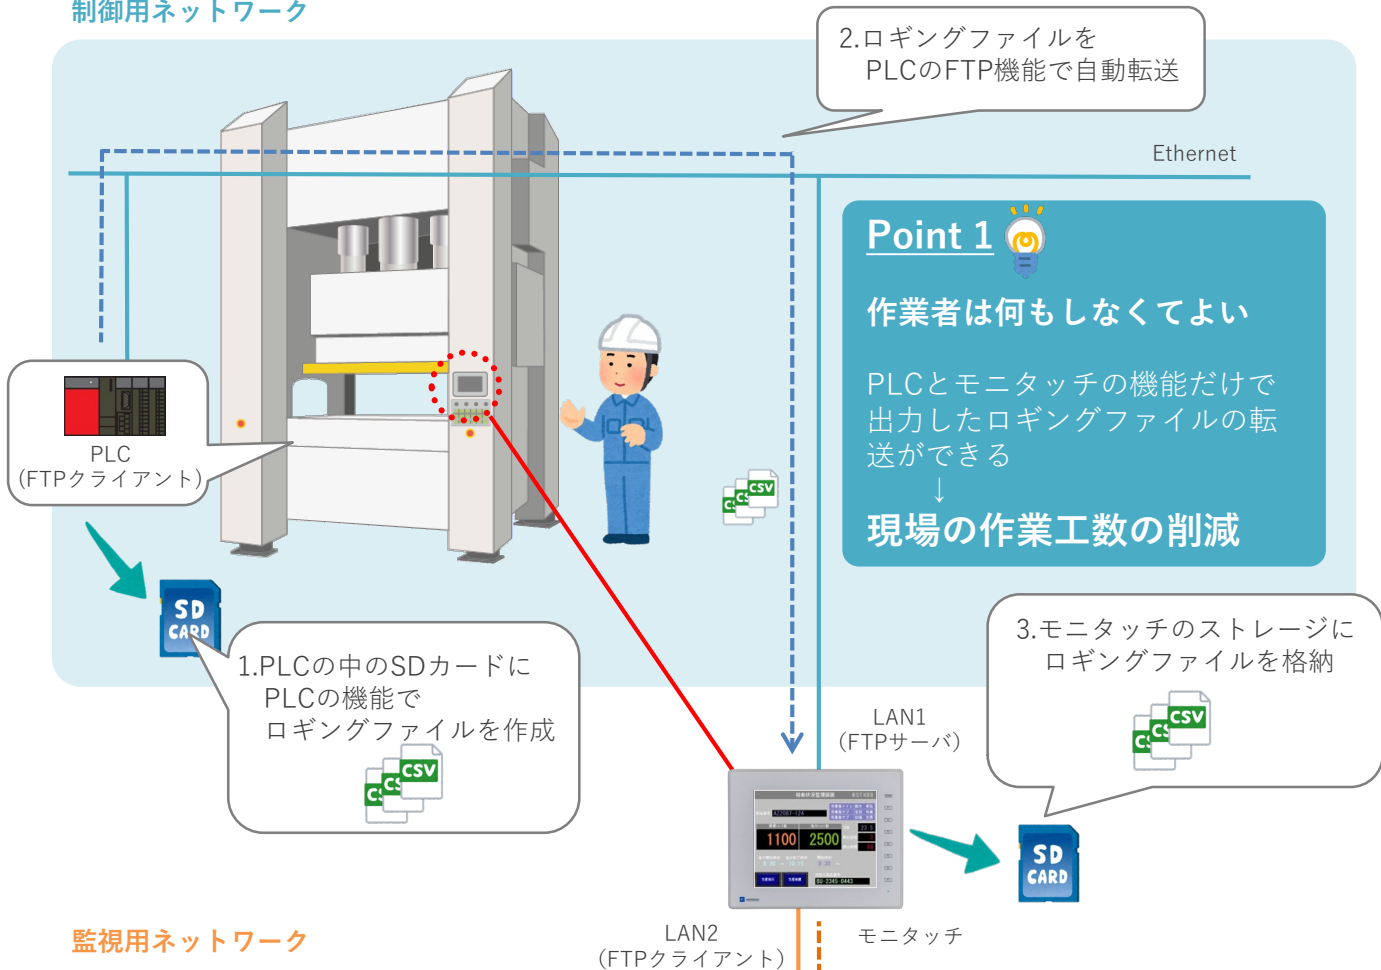 制御用ネットワーク
2.ロギングファイルを
PLCのFTP機能で自動転送
Ethernet
Point 1
作業者は何もしなくてよい
PLCとモニタッチの機能だけで
出力したロギングファイルの転
送ができる
↓
現場の作業工数の削減
PLC
(FTPクライアント)
CSV
SD
CARD
1.PLCの中のSDカードに
PLCの機能で
ロギングファイルを作成
CSV
3.モニタッチのストレージに
ロギングファイルを格納
CSV
LAN1
(FTPサーバ)
1100
2500
SD
CARD
LAN2
(FTPクライアント)
モニタッチ
監視用ネットワーク